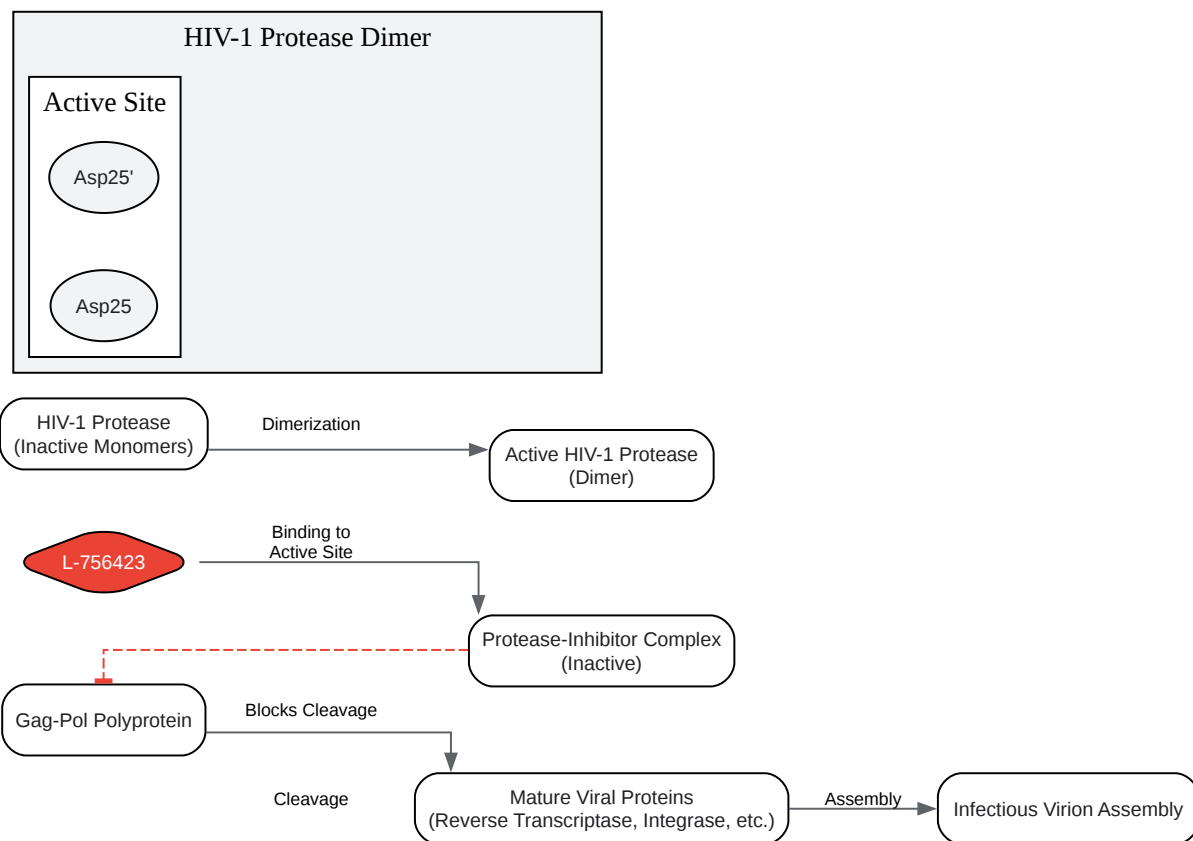 HIV-1 Protease Dimer
Active Site
Asp25'
Asp25
HIV-1 Protease
(Inactive Monomers)
Dimerization
Active HIV-1 Protease
(Dimer)
L-756423
Binding to
Active Site
Protease-Inhibitor Complex
(Inactive)
Gag-Pol Polyprotein
Blocks Cleavage
Cleavage
Mature Viral Proteins
(Reverse Transcriptase, Integrase, etc.)
Assembly
Infectious Virion Assembly